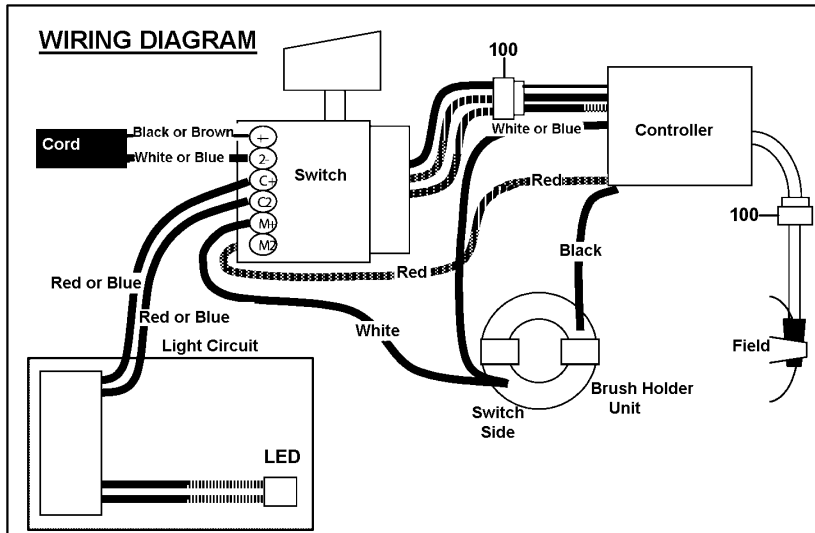 WIRING DIAGRAM
100
Black or Brown
Cord
White or Blue
Switch
2-
C+
C2
M+
M2
White or Blue
Controller
Red
100
Red
Black
Red or Blue
Red or Blue
White
Light Circuit
Field
Switch
Side
Brush Holder
Unit
LED